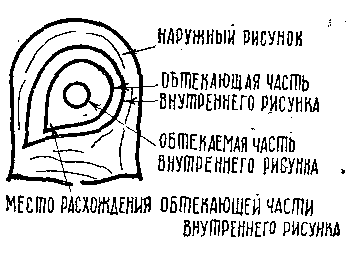 НАРУЖНЫЙ РИСУНОК
ОБТЕКАЮЩАЯ ЧАСТЬ
ВНУТРЕННЕГО РИСУНКА
ОБТЕКАЕМАЯ ЧАСТЬ
ВНУТРЕННЕГО РИСУНКА
МЕСТО РАСХОЖДЕНИЯ ОБТЕКАЮЩЕЙ ЧАСТИ
ВНУТРЕННЕГО РИСУНКА